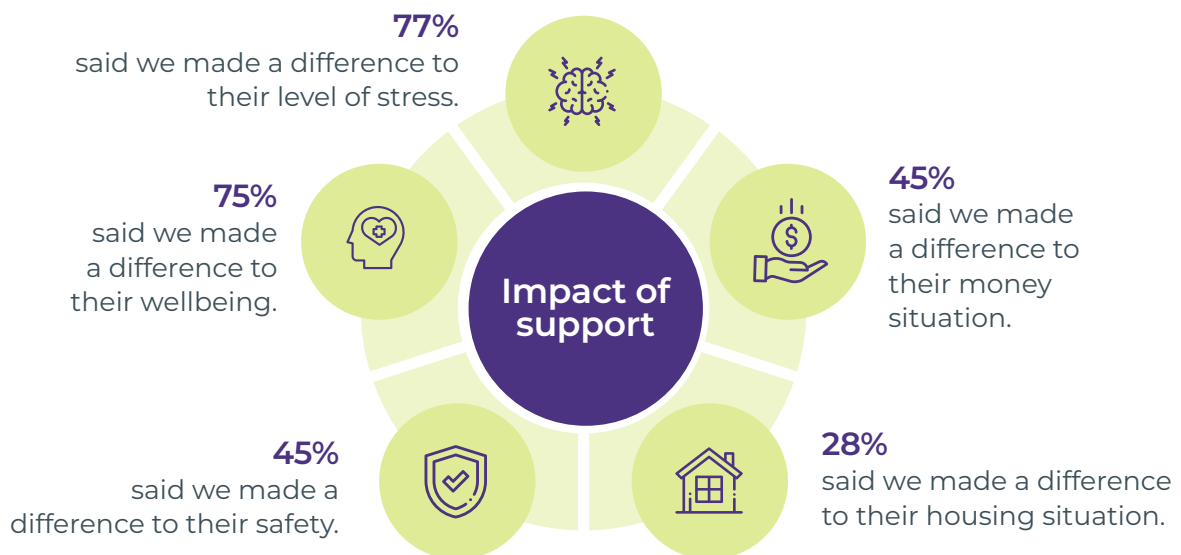 77%
said we made a difference to
their level of stress.
75%
said we made
a difference to
their wellbeing.
45%
said we made
a difference to
their money
situation.
Impact of
support
45%
said we made a
difference to their safety.
28%
said we made a difference
to their housing situation.
$